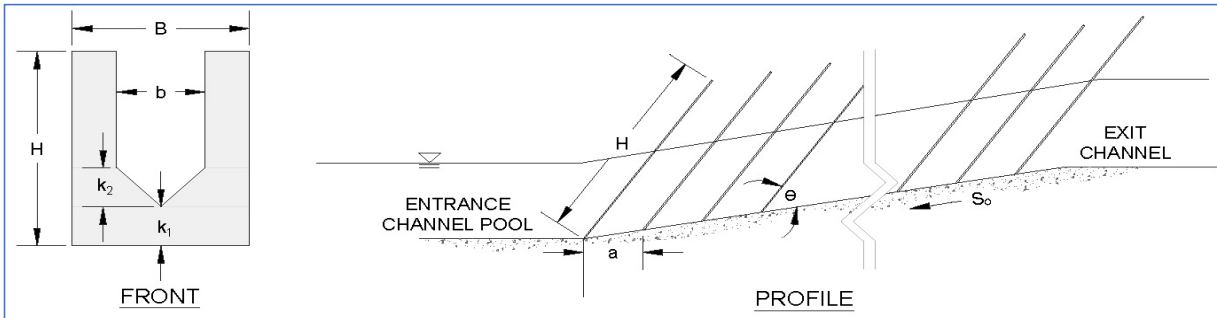 B
H
b
k₂
k₁
FRONT
H
ENTRANCE
CHANNEL POOL
a
Θ
S₀
EXIT
CHANNEL
PROFILE